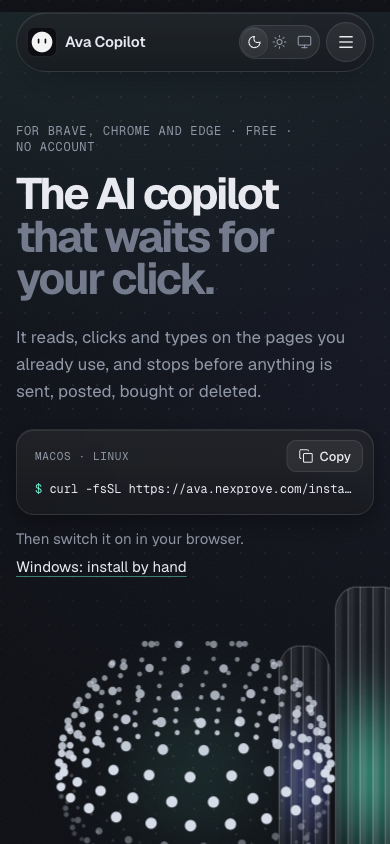 Ava Copilot
FOR BRAVE, CHROME AND EDGE · FREE ·
NO ACCOUNT
The AI copilot
that waits for
your click.
It reads, clicks and types on the pages you
already use, and stops before anything is
sent, posted, bought or deleted.
MACOS · LINUX
Copy
$ curl -fsSL https://ava.nexprove.com/insta…
Then switch it on in your browser.
Windows: install by hand